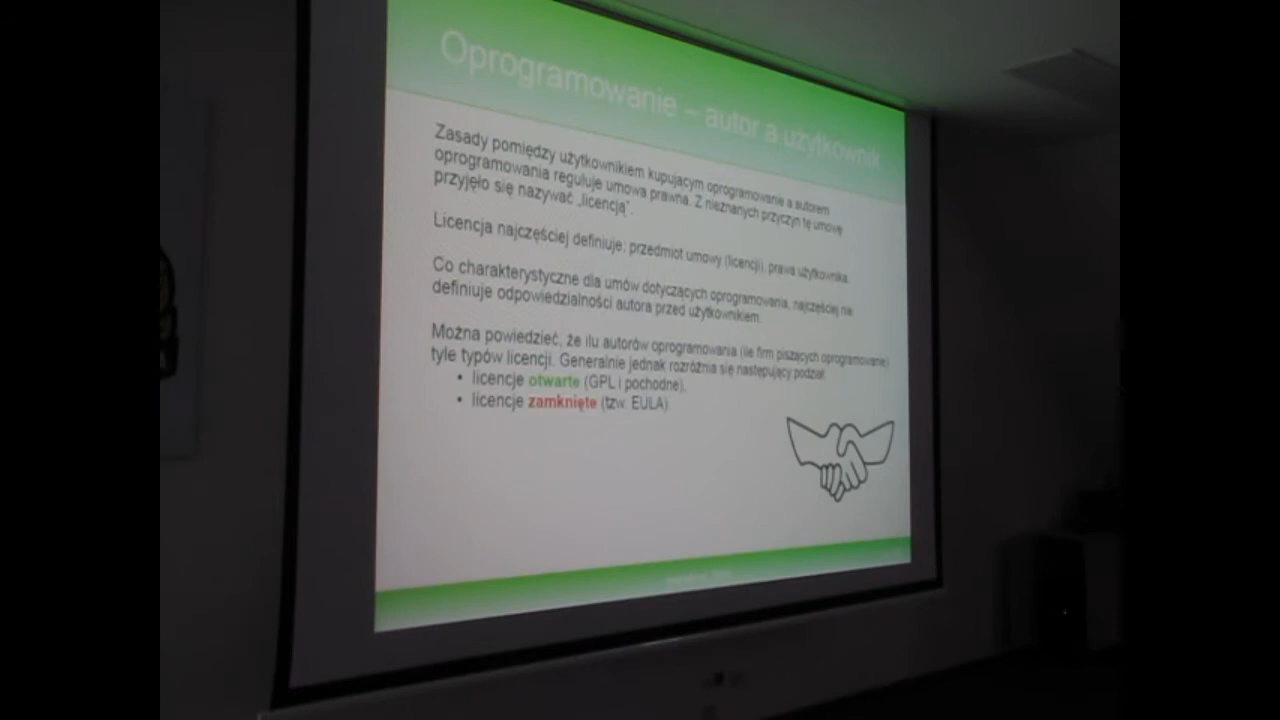 Oprogramowanie – autor a użytkownik
Zasady pomiędzy użytkownikiem kupującym oprogramowanie a autorem
oprogramowania reguluje umowa prawna. Z nieznanych przyczyn tę umowę
przyjęło się nazywać „licencją”.
Licencja najczęściej definiuje: przedmiot umowy (licencji), prawa użytkownika.
Co charakterystyczne dla umów dotyczących oprogramowania, najczęściej nie
definiuje odpowiedzialności autora przed użytkownikiem.
Można powiedzieć, że ilu autorów oprogramowania (ile firm piszących oprogramowanie)
tyle typów licencji. Generalnie jednak rozróżnia się następujący podział:
• licencje otwarte (GPL i pochodne),
• licencje zamknięte (tzw. EULA)